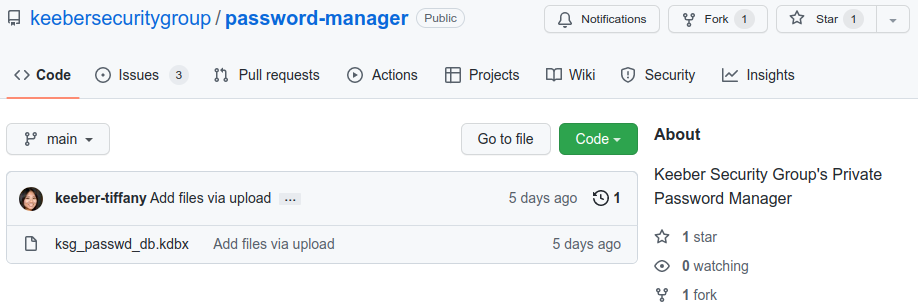 keebersecuritygroup / password-manager Public Notifications Fork 1 Star 1
Code Issues 3 Pull requests Actions Projects Wiki Security Insights
main Go to file Code
keeber-tiffany Add files via upload ... 5 days ago 1
ksg_passwd_db.kdbx Add files via upload 5 days ago
About
Keeber Security Group's Private
Password Manager
1 star
0 watching
1 fork